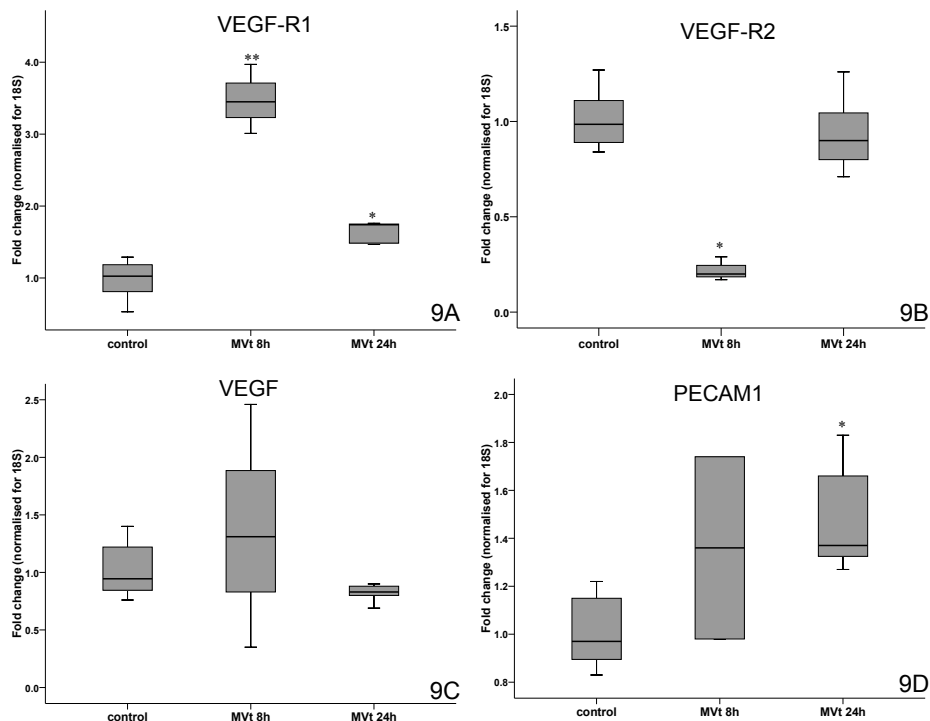 VEGF-R1
Fold change (normalised for 18S)
4.0
3.0
2.0
1.0
**
*
control
MVt 8h
MVt 24h
9A
VEGF-R2
Fold change (normalised for 18S)
1.5
1.0
0.5
0.0
*
control
MVt 8h
MVt 24h
9B
VEGF
Fold change (normalised for 18S)
2.5
2.0
1.5
1.0
0.5
0.0
control
MVt 8h
MVt 24h
9C
PECAM1
Fold change (normalised for 18S)
2.0
1.8
1.6
1.4
1.2
1.0
0.8
*
control
MVt 8h
MVt 24h
9D